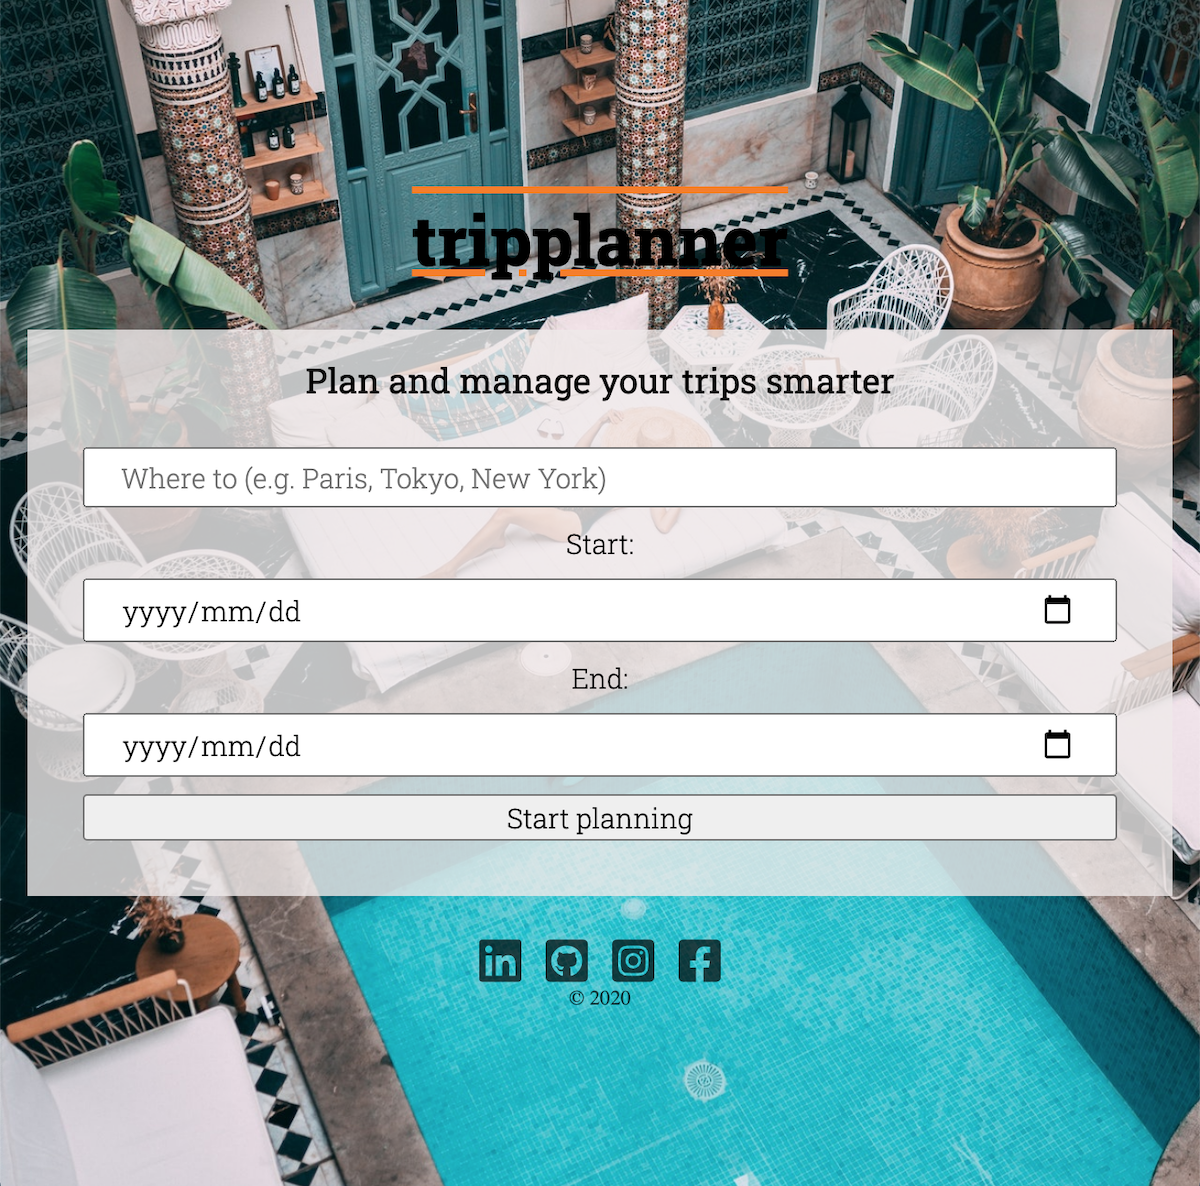 tripplanner
Plan and manage your trips smarter
Where to (e.g. Paris, Tokyo, New York)
Start:
yyyy/mm/dd
End:
yyyy/mm/dd
Start planning
in
© 2020